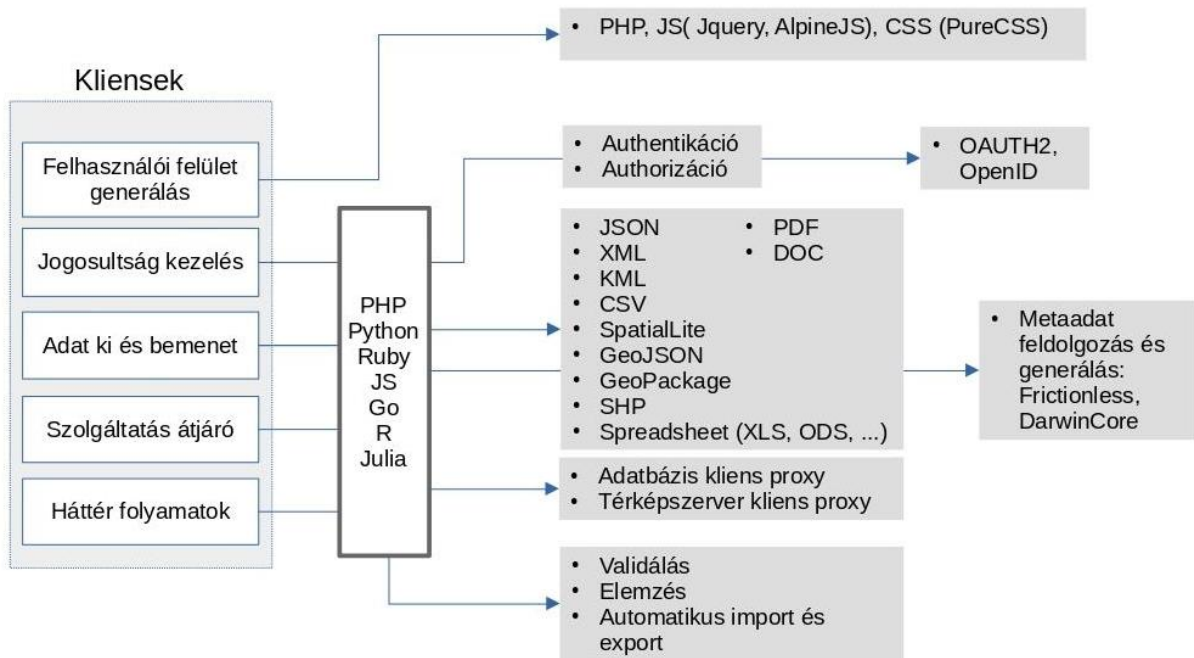 • PHP, JS( Jquery, AlpineJS), CSS (PureCSS)
Kliensek
Felhasználói felület
generálás
Jogosultság kezelés
Adat ki és bemenet
Szolgáltatás átjáró
Háttér folyamatok
PHP
Python
Ruby
JS
Go
R
Julia
• Authentikáció
• Authorizáció
• OAUTH2,
OpenID
• JSON
• XML
• KML
• CSV
• SpatialLite
• GeoJSON
• GeoPackage
• SHP
• Spreadsheet (XLS, ODS, ...)
• PDF
• DOC
• Metaadat
feldolgozás és
generálás:
Frictionless,
DarwinCore
• Adatbázis kliens proxy
• Térképszerver kliens proxy
• Validálás
• Elemzés
• Automatikus import és
export